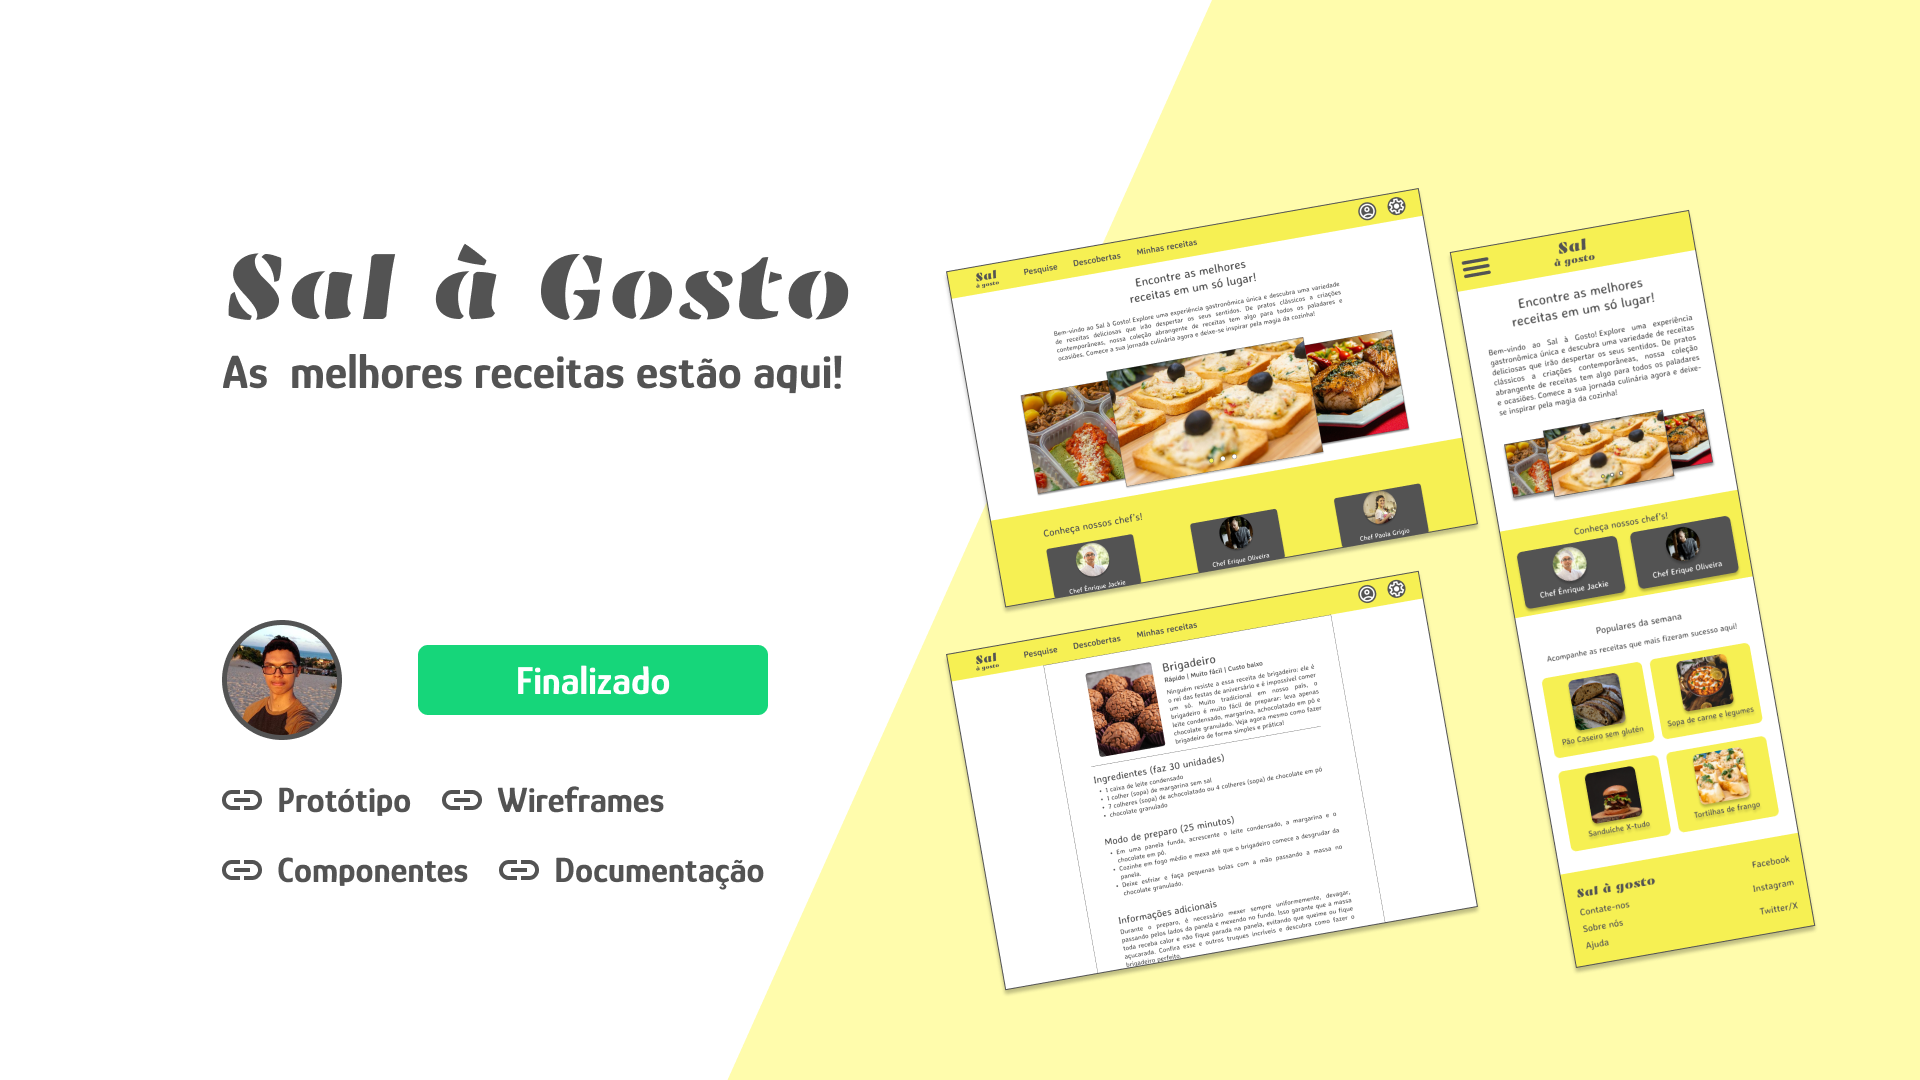 Sal à Gosto
As melhores receitas estão aqui!
Finalizado
Protótipo
Wireframes
Componentes
Documentação
Sal
à gosto
Pesquise
Descobertas
Minhas receitas
Encontre as melhores
receitas em um só lugar!
Bem-vindo ao Sal à Gosto! Explore uma experiência gastronômica única e descubra uma variedade
de receitas deliciosas que irão despertar os seus sentidos. De pratos clássicos a criações
contemporâneas, nossa coleção abrangente de receitas tem algo para todos os paladares e
ocasiões. Comece a sua jornada culinária agora e deixe-se inspirar pela magia da cozinha!
Conheça nossos chef's!
Chef Énrique Jackie
Chef Erique Oliveira
Chef Paola Grigio
Sal
à gosto
Pesquise
Descobertas
Minhas receitas
Brigadeiro
Rápido | Muito fácil | Custo baixo
Ninguém resiste a essa receita de brigadeiro: ele é
o rei das festas de aniversário e é impossível comer
um só. Muito tradicional em nosso país, o
brigadeiro é muito fácil de preparar: leva apenas
leite condensado, margarina, achocolatado em pó e
chocolate granulado. Veja agora mesmo como fazer
brigadeiro de forma simples e prática!
Ingredientes (faz 30 unidades)
• 1 caixa de leite condensado
• 1 colher (sopa) de margarina sem sal
• 7 colheres (sopa) de achocolatado ou 4 colheres (sopa) de chocolate em pó
• chocolate granulado
Modo de preparo (25 minutos)
• Em uma panela funda, acrescente o leite condensado, a margarina e o
chocolate em pó.
• Cozinhe em fogo médio e mexa até que o brigadeiro comece a desgrudar da
panela.
• Deixe esfriar e faça pequenas bolas com a mão passando a massa no
chocolate granulado.
Informações adicionais
Durante o preparo, é necessário mexer sempre uniformemente, devagar,
passando pelos lados da panela e mexendo no fundo. Isso garante que a massa
toda receba calor e não fique parada na panela, evitando que queime ou fique
açucarada. Confira esse e outros truques incríveis e descubra como fazer o
brigadeiro perfeito.
Sal
à gosto
Encontre as melhores
receitas em um só lugar!
Bem-vindo ao Sal à Gosto! Explore uma experiência
gastronômica única e descubra uma variedade de receitas
deliciosas que irão despertar os seus sentidos. De pratos
clássicos a criações contemporâneas, nossa coleção
abrangente de receitas tem algo para todos os paladares
e ocasiões. Comece a sua jornada culinária agora e deixe-
se inspirar pela magia da cozinha!
Conheça nossos chef's!
Chef Énrique Jackie
Chef Erique Oliveira
Populares da semana
Acompanhe as receitas que mais fizeram sucesso aqui!
Pão Caseiro sem glutén
Sopa de carne e legumes
Sanduíche X-tudo
Tortilhas de frango
Sal à gosto
Contate-nos
Sobre nós
Ajuda
Facebook
Instagram
Twitter/X